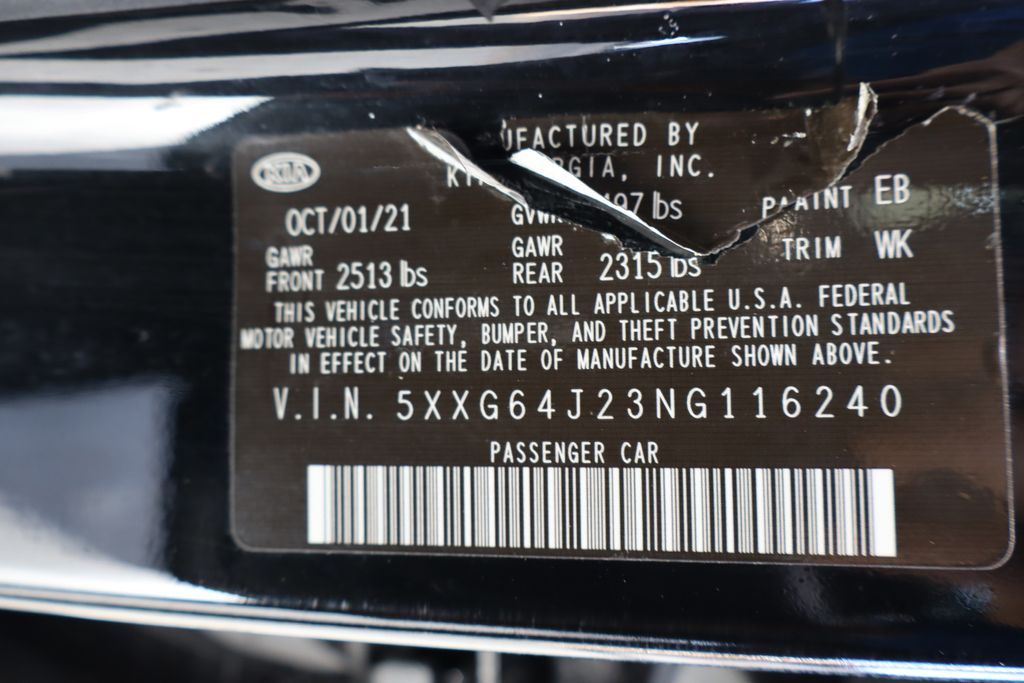 UFACTURED BY
KIA
RGIA, INC.
OCT/01/21
197 lbs
PAAINT EB
GAWR
FRONT 2513 lbs
GAWR
REAR 2315 lbs
TRIM WK
THIS VEHICLE CONFORMS TO ALL APPLICABLE U.S.A. FEDERAL
MOTOR VEHICLE SAFETY, BUMPER, AND THEFT PREVENTION STANDARDS
IN EFFECT ON THE DATE OF MANUFACTURE SHOWN ABOVE.
V.I.N. 5XXG64J23NG116240
PASSENGER CAR